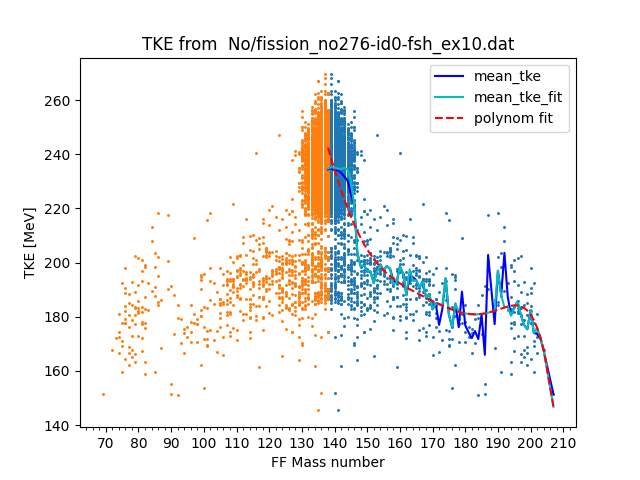 TKE from  No/fission_no276-id0-fsh_ex10.dat
mean_tke
mean_tke_fit
polynom fit
TKE [MeV]
260
240
220
200
180
160
140
70 80 90 100 110 120 130 140 150 160 170 180 190 200 210
FF Mass number